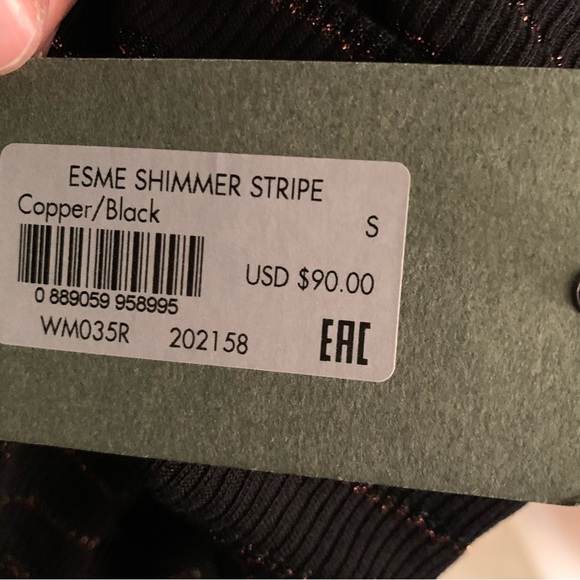 ESME SHIMMER STRIPE
Copper/Black
S
USD $90.00
0 889059 958995
WM035R 202158
EAC